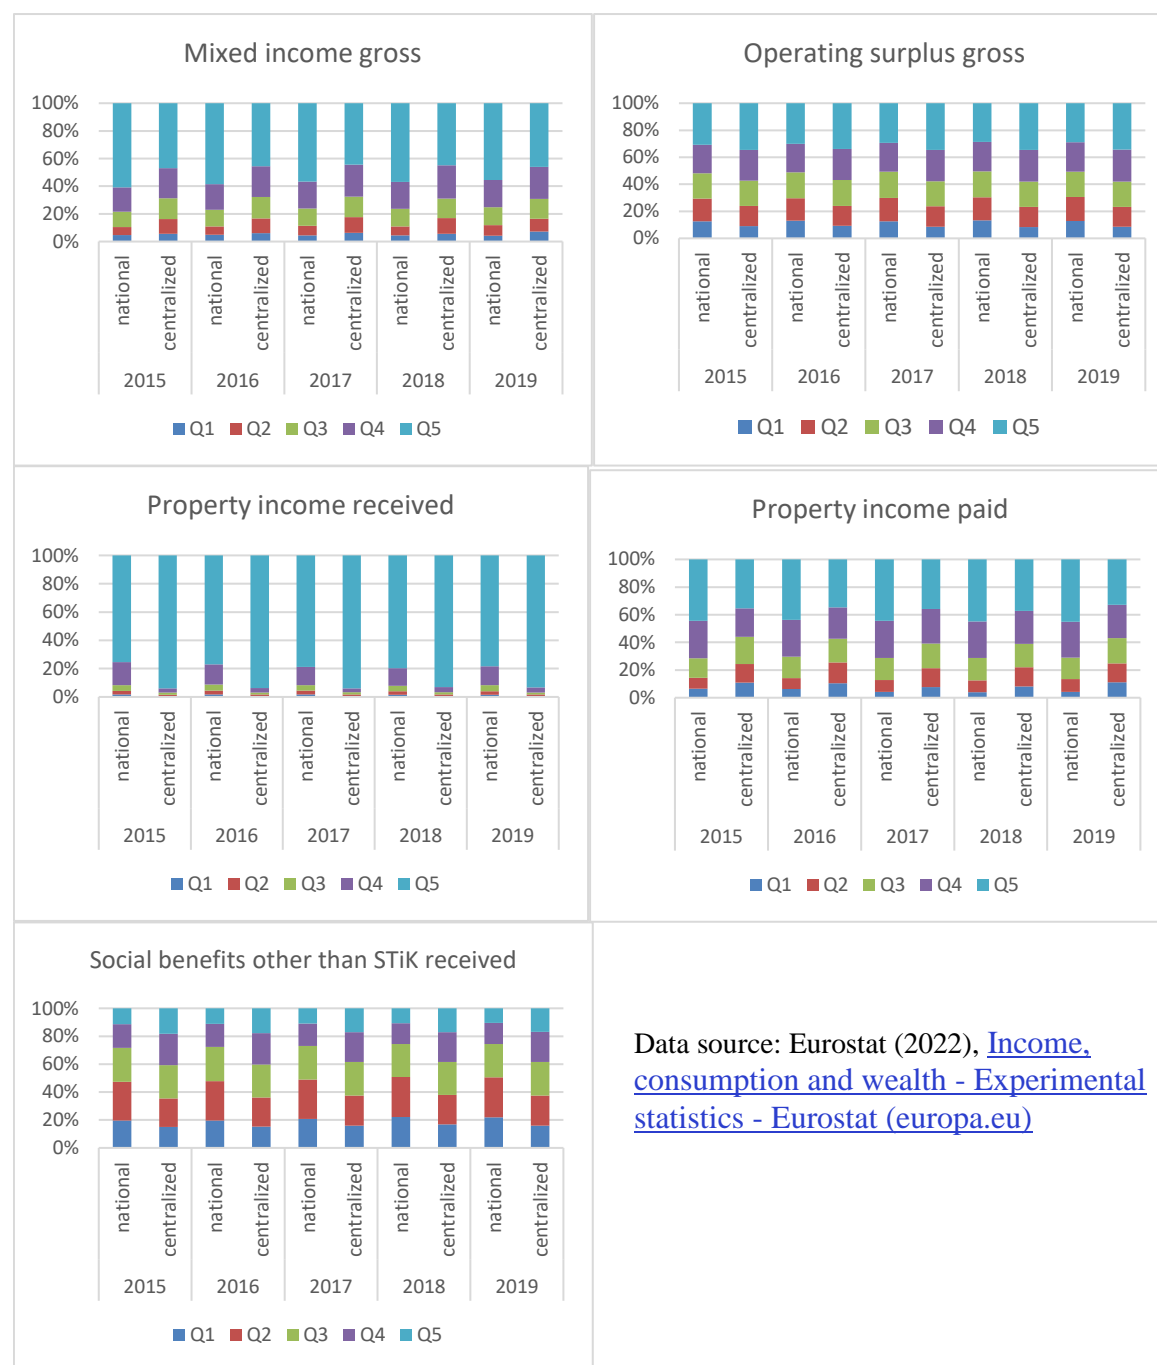 Mixed income gross
100%
80%
60%
40%
20%
0%
national
centralized
national
centralized
national
centralized
national
centralized
national
centralized
2015
2016
2017
2018
2019
Q1 Q2 Q3 Q4 Q5
Operating surplus gross
100%
80%
60%
40%
20%
0%
national
centralized
national
centralized
national
centralized
national
centralized
national
centralized
2015
2016
2017
2018
2019
Q1 Q2 Q3 Q4 Q5
Property income received
100%
80%
60%
40%
20%
0%
national
centralized
national
centralized
national
centralized
national
centralized
national
centralized
2015
2016
2017
2018
2019
Q1 Q2 Q3 Q4 Q5
Property income paid
100%
80%
60%
40%
20%
0%
national
centralized
national
centralized
national
centralized
national
centralized
national
centralized
2015
2016
2017
2018
2019
Q1 Q2 Q3 Q4 Q5
Social benefits other than STiK received
100%
80%
60%
40%
20%
0%
national
centralized
national
centralized
national
centralized
national
centralized
national
centralized
2015
2016
2017
2018
2019
Q1 Q2 Q3 Q4 Q5
Data source: Eurostat (2022), Income,
consumption and wealth - Experimental
statistics - Eurostat (europa.eu)